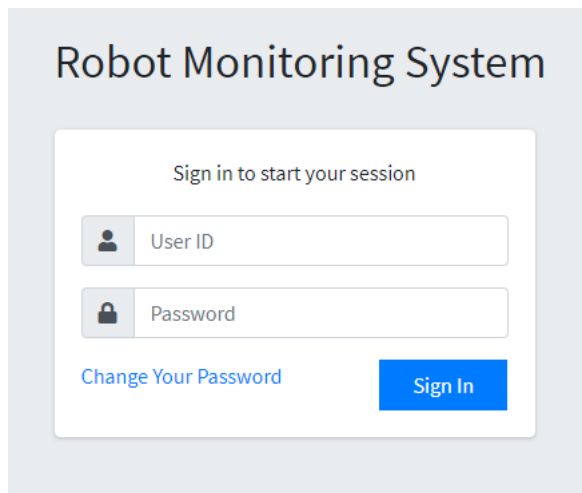 Robot Monitoring System
Sign in to start your session
User ID
Password
Change Your Password
Sign In